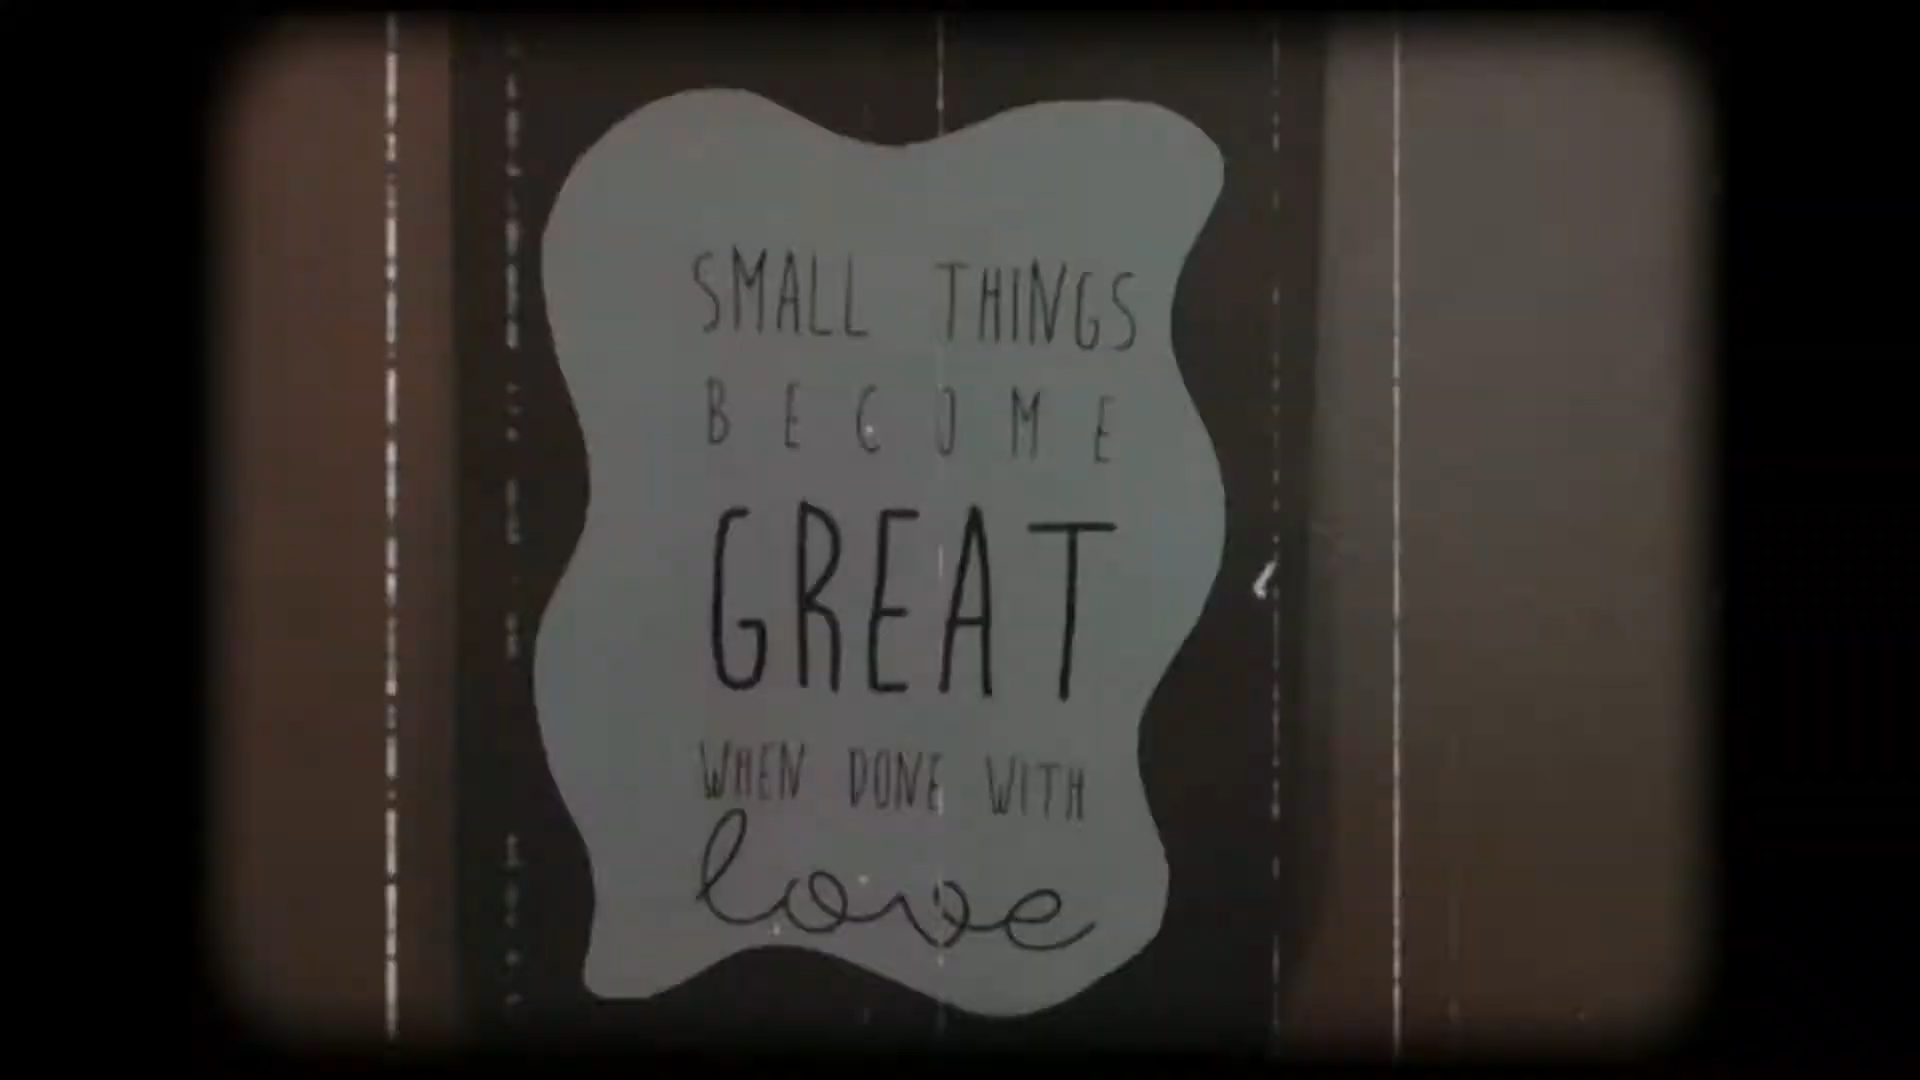 SMALL THINGS
BECOME
GREAT
WHEN DONE WITH
love